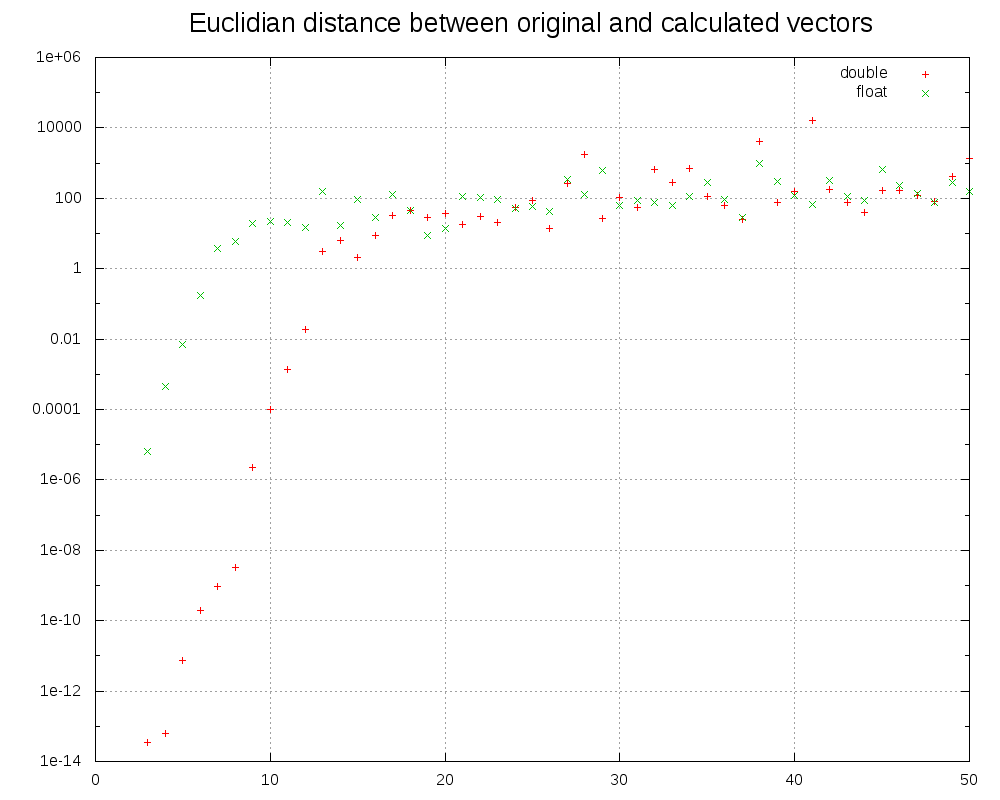 Euclidian distance between original and calculated vectors
1e+06
double
float
10000
100
1
0.01
0.0001
1e-06
1e-08
1e-10
1e-12
1e-14
0 10 20 30 40 50